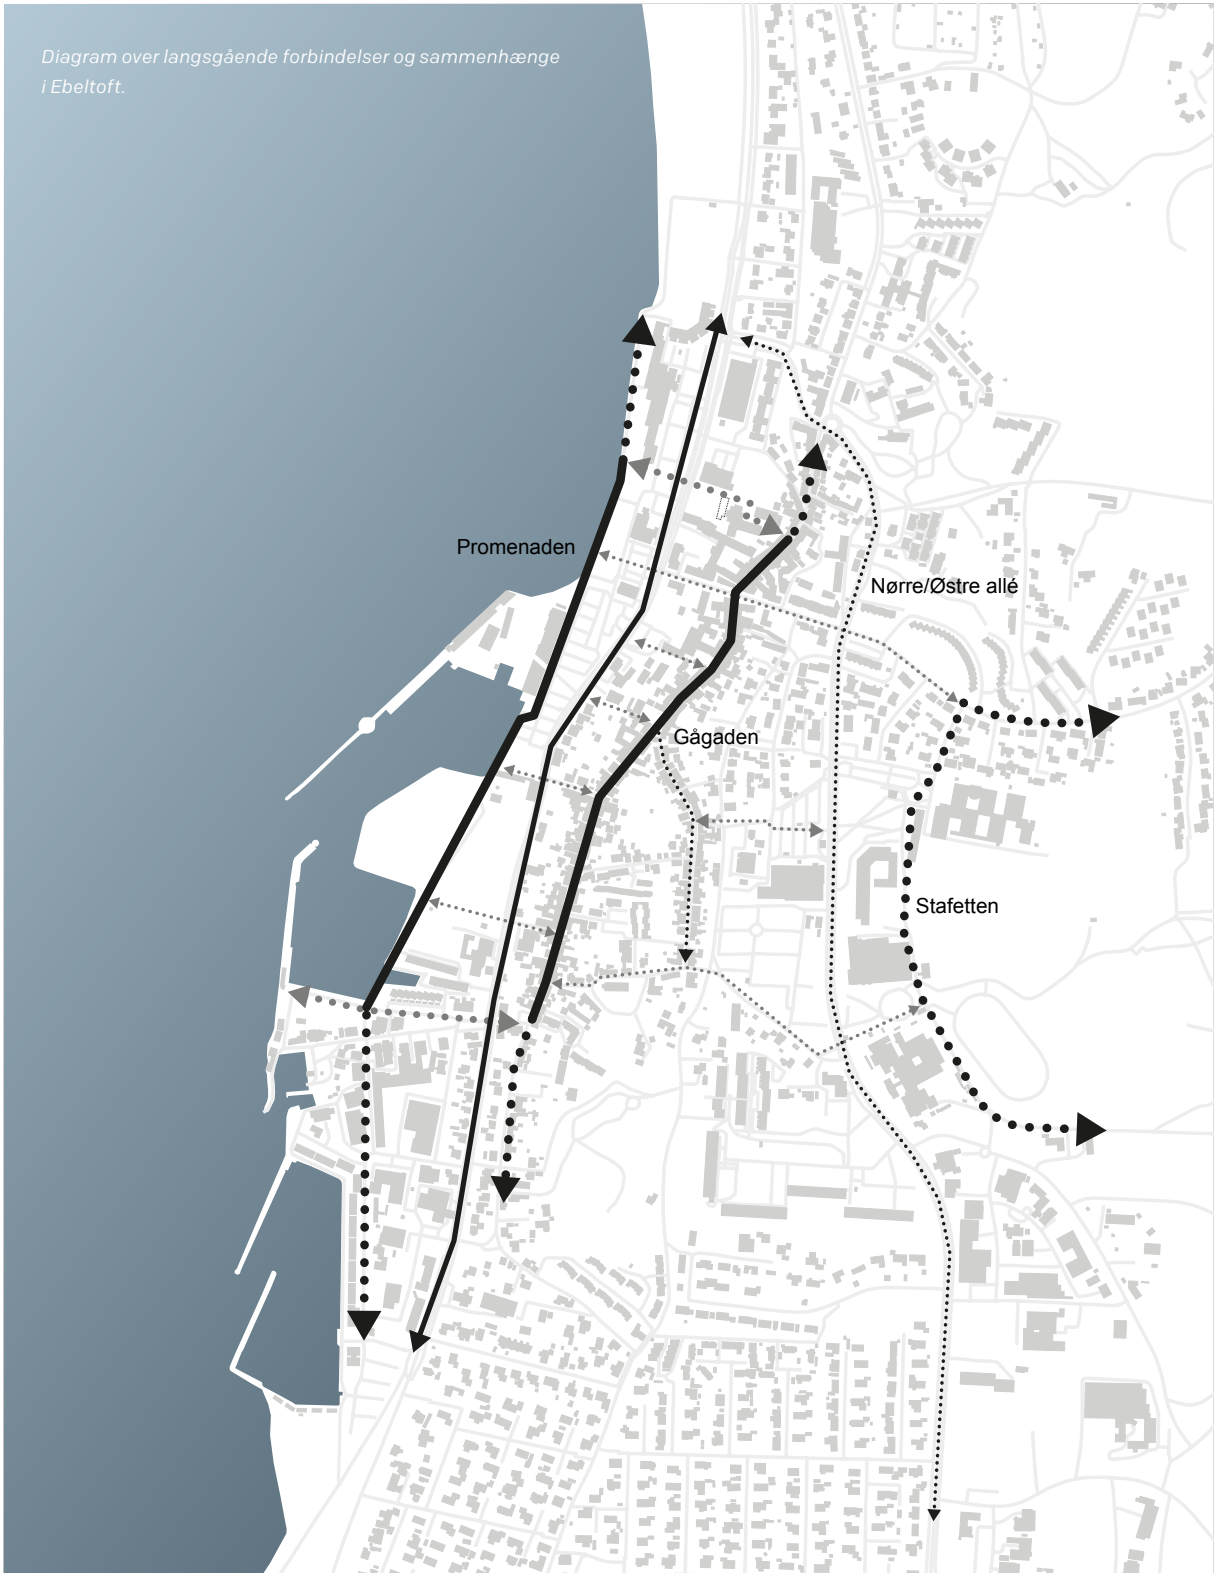 Diagram over langsgående forbindelser og sammenhænge
i Ebeltoft.
Promenaden
Nørre/Østre allé
Gågaden
Stafetten